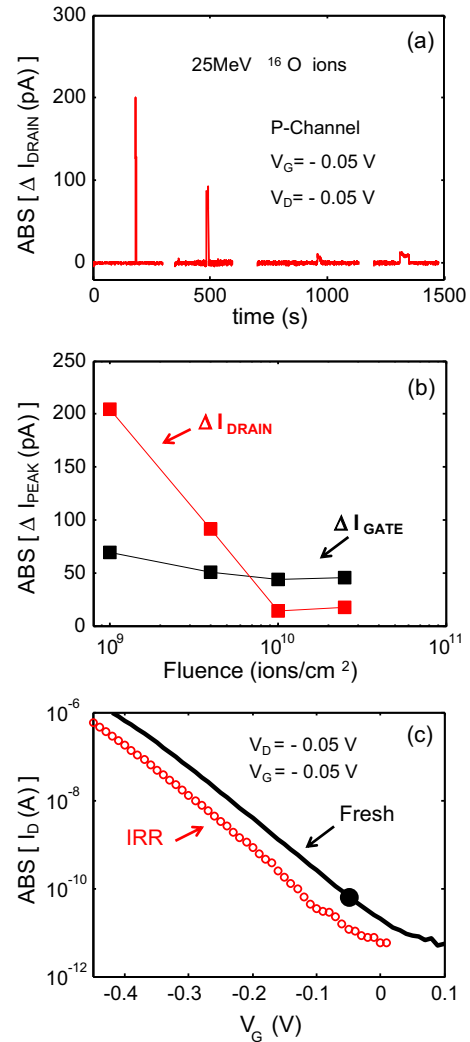 (a)
25MeV ¹⁶ O ions
P-Channel
V_G= - 0.05 V
V_D= - 0.05 V
ABS [ Δ I_DRAIN (pA) ]
300
200
100
0
0 500 1000 1500
time (s)
(b)
Δ I_DRAIN
Δ I_GATE
ABS [ Δ I_PEAK (pA) ]
250
200
150
100
50
0
10⁹ 10¹⁰ 10¹¹
Fluence (ions/cm ²)
(c)
V_D = - 0.05 V
V_G = - 0.05 V
Fresh
IRR
ABS [ I_D (A) ]
10⁻⁶
10⁻⁸
10⁻¹⁰
10⁻¹²
-0.4 -0.3 -0.2 -0.1 0 0.1
V_G (V)